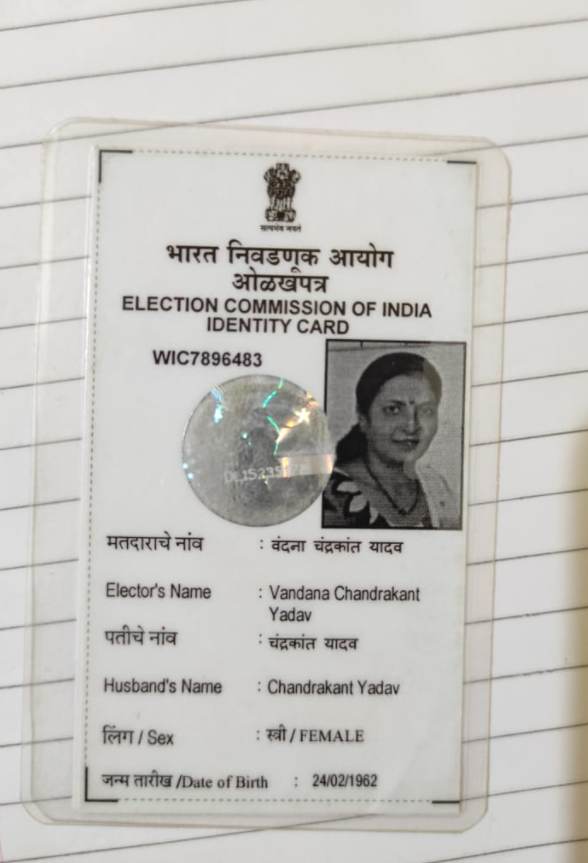 सत्यमेव जयते
भारत निवडणूक आयोग
ओळखपत्र
ELECTION COMMISSION OF INDIA
IDENTITY CARD
WIC7896483
मतदाराचे नांव : वंदना चंद्रकांत यादव
Elector's Name : Vandana Chandrakant
Yadav
पतीचे नांव : चंद्रकांत यादव
Husband's Name : Chandrakant Yadav
लिंग / Sex : स्त्री / FEMALE
जन्म तारीख /Date of Birth : 24/02/1962